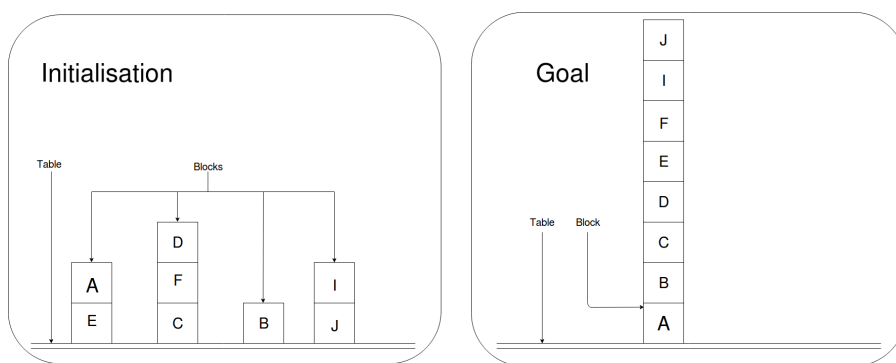 Initialisation
Table
Blocks
D
A
F
I
E
C
B
J
Goal
J
I
F
E
D
Table
Block
C
B
A